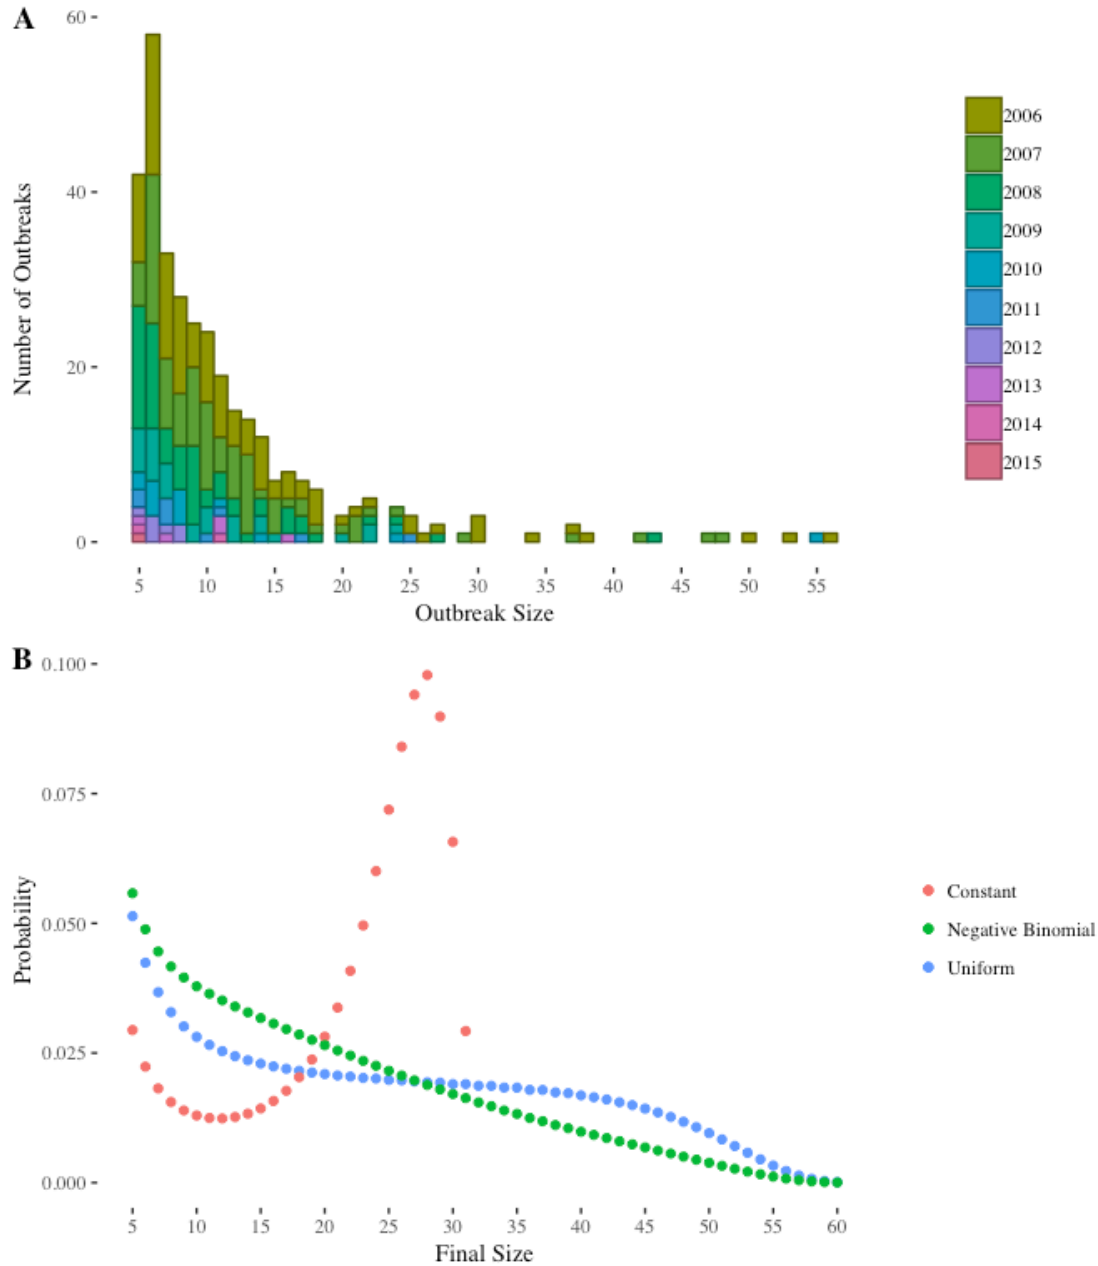 A
60
40
20
0
Number of Outbreaks
5 10 15 20 25 30 35 40 45 50 55
Outbreak Size
2006
2007
2008
2009
2010
2011
2012
2013
2014
2015
B
0.100
0.075
0.050
0.025
0.000
Probability
5 10 15 20 25 30 35 40 45 50 55 60
Final Size
Constant
Negative Binomial
Uniform